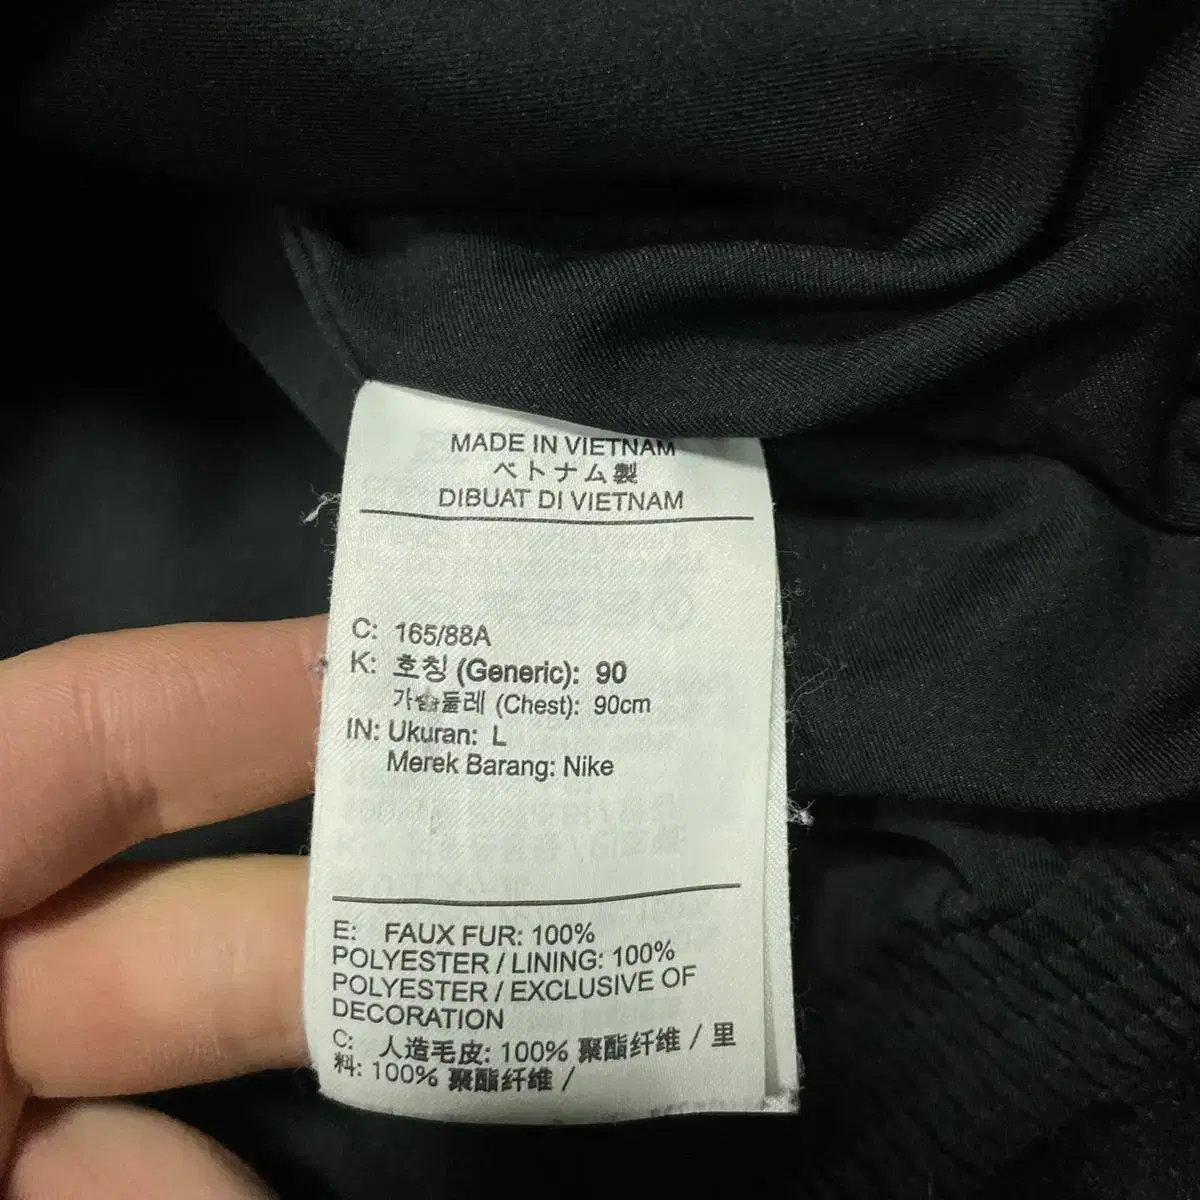 MADE IN VIETNAM
ベトナム製
DIBUAT DI VIETNAM
C: 165/88A
K: 호칭 (Generic): 90
가슴둘레 (Chest): 90cm
IN: Ukuran: L
Merek Barang: Nike
E: FAUX FUR: 100%
POLYESTER / LINING: 100%
POLYESTER / EXCLUSIVE OF
DECORATION
C: 人造毛皮: 100% 聚酯纤维 / 里
料: 100% 聚酯纤维 /